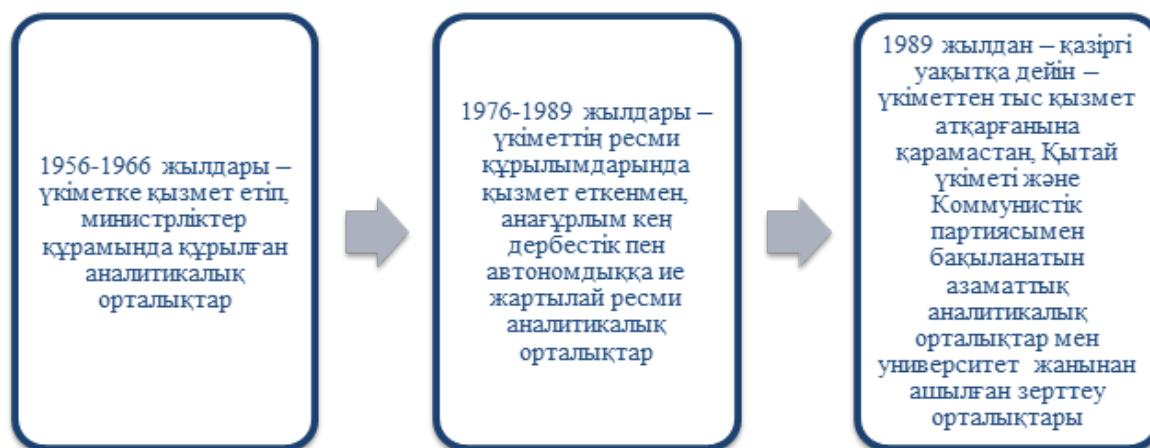 1956-1966 жылдары –
үкіметке қызмет етіп,
министрліктер
құрамында құрылған
аналитикалық
орталықтар
1976-1989 жылдары –
үкіметтің ресми
құрылымдарында
қызмет еткенмен,
анағұрлым кең
дербестік пен
автономдыққа ие
жартылай ресми
аналитикалық
орталықтар
1989 жылдан – қазіргі
уақытқа дейін –
үкіметтен тыс қызмет
атқарғанына
қарамастан, Қытай
үкіметі және
Коммунистік
партиясымен
бақыланатын
азаматтық
аналитикалық
орталықтар мен
университет жанынан
ашылған зерттеу
орталықтары